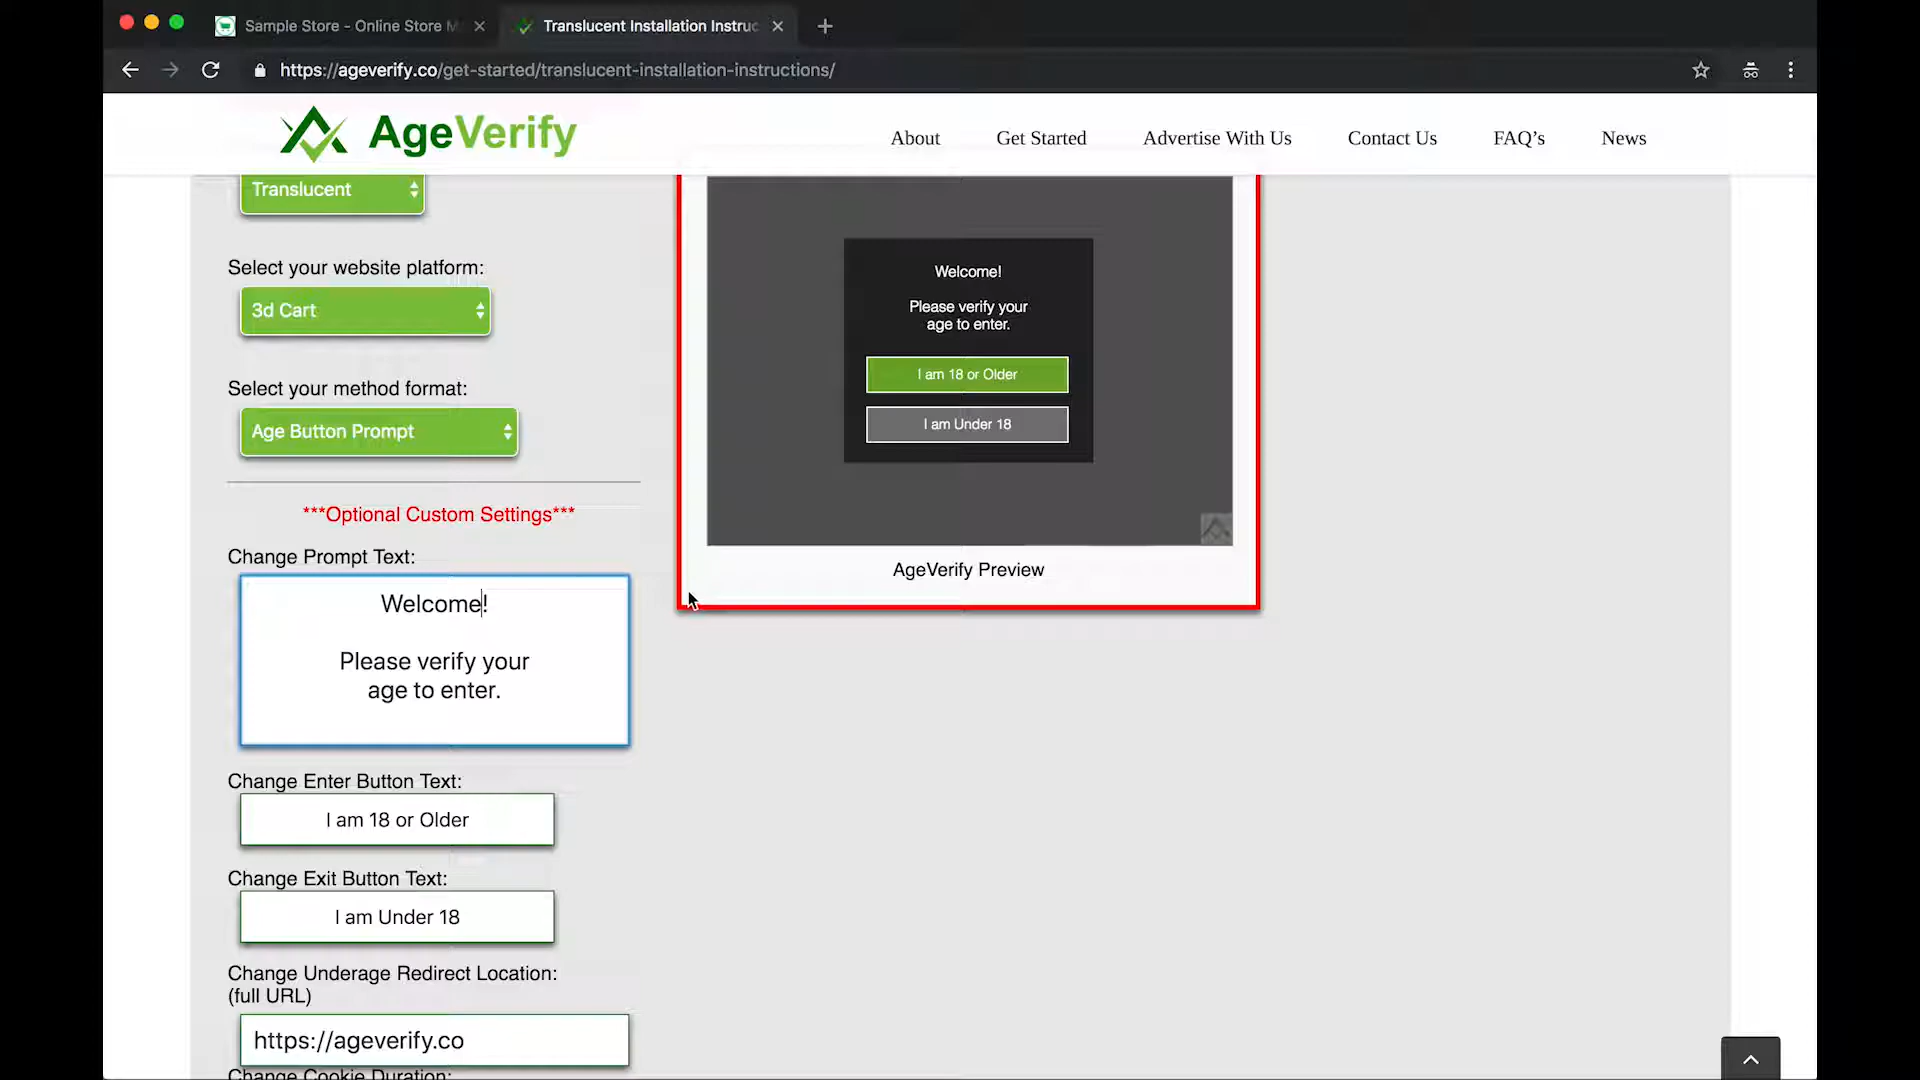 Sample Store - Online Store M
Translucent Installation Instruc
https://ageverify.co/get-started/translucent-installation-instructions/
AgeVerify
About
Get Started
Advertise With Us
Contact Us
FAQ's
News
Translucent
Select your website platform:
3d Cart
Select your method format:
Age Button Prompt
***Optional Custom Settings***
Change Prompt Text:
Welcome!
Please verify your
age to enter.
Change Enter Button Text:
I am 18 or Older
Change Exit Button Text:
I am Under 18
Change Underage Redirect Location:
(full URL)
https://ageverify.co
Change Cookie Duration:
Welcome!
Please verify your
age to enter.
I am 18 or Older
I am Under 18
AgeVerify Preview